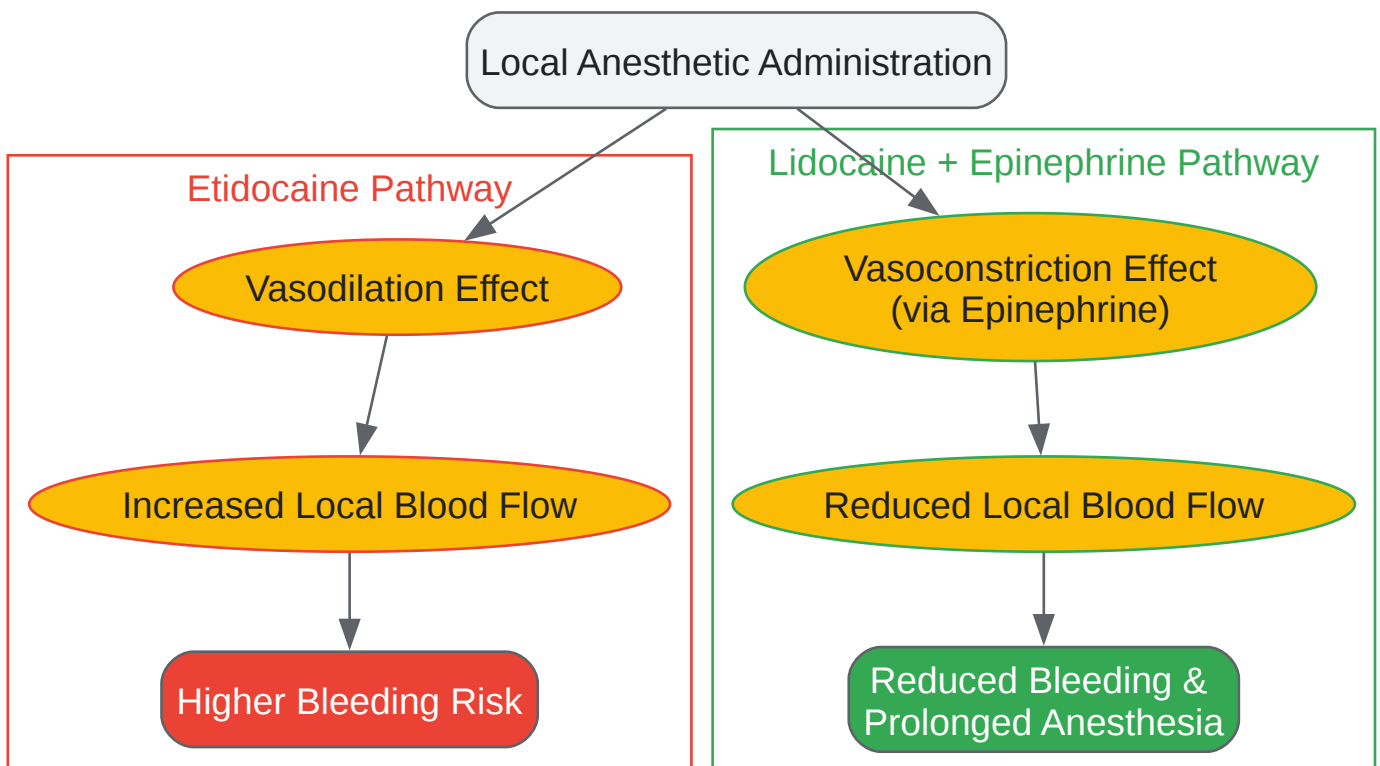 Local Anesthetic Administration
Etidocaine Pathway
Vasodilation Effect
Increased Local Blood Flow
Higher Bleeding Risk
Lidocaine + Epinephrine Pathway
Vasoconstriction Effect
(via Epinephrine)
Reduced Local Blood Flow
Reduced Bleeding &
Prolonged Anesthesia